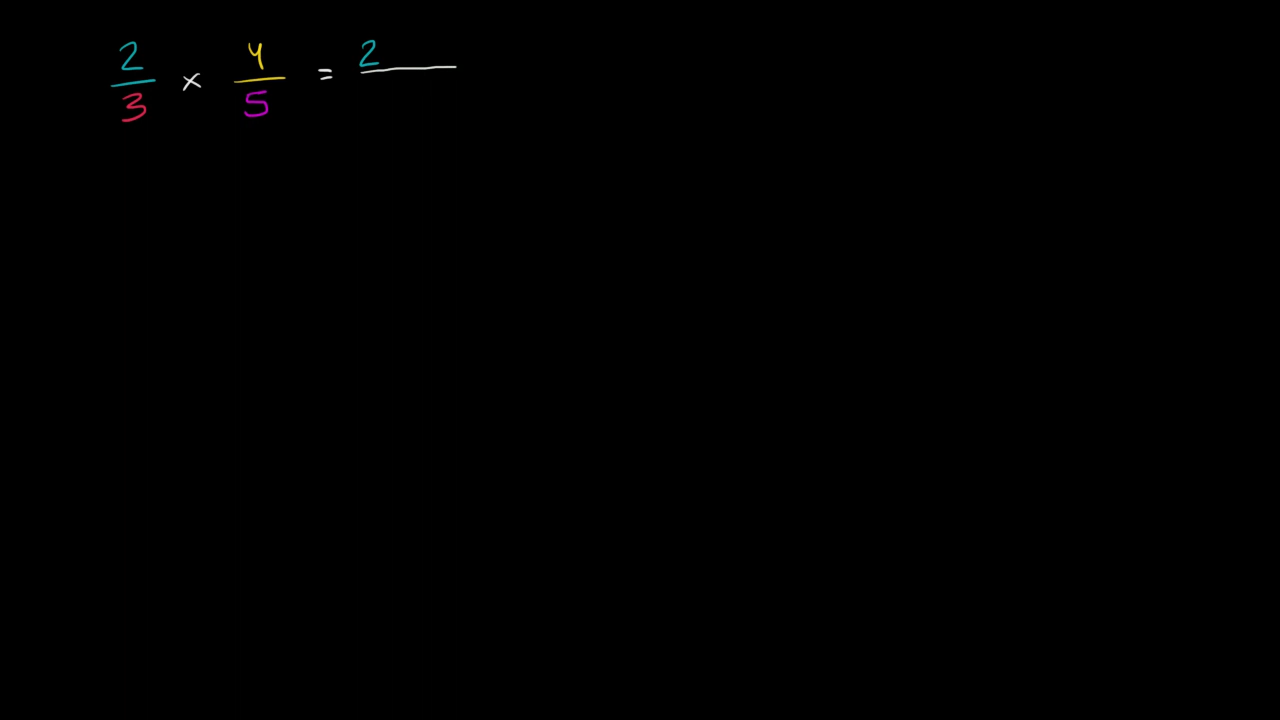 2/3 × 4/5 = 2/